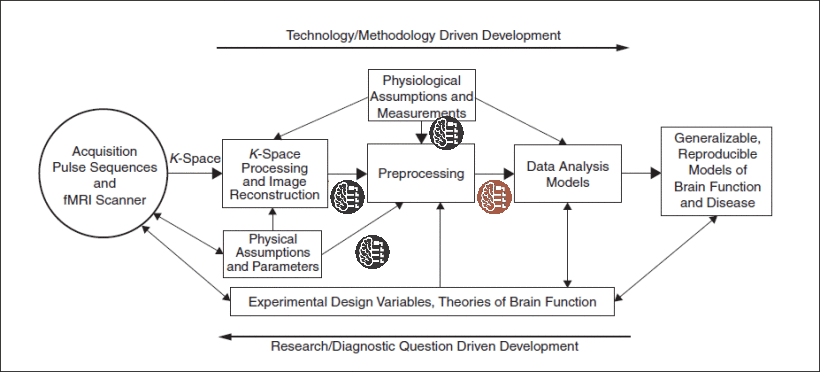 Technology/Methodology Driven Development
Physiological
Assumptions and
Measurements
Acquisition
Pulse Sequences
and
fMRI Scanner
K-Space
K-Space
Processing
and Image
Reconstruction
Preprocessing
Data Analysis
Models
Generalizable,
Reproducible
Models of
Brain Function
and Disease
Physical
Assumptions
and Parameters
Experimental Design Variables, Theories of Brain Function
Research/Diagnostic Question Driven Development